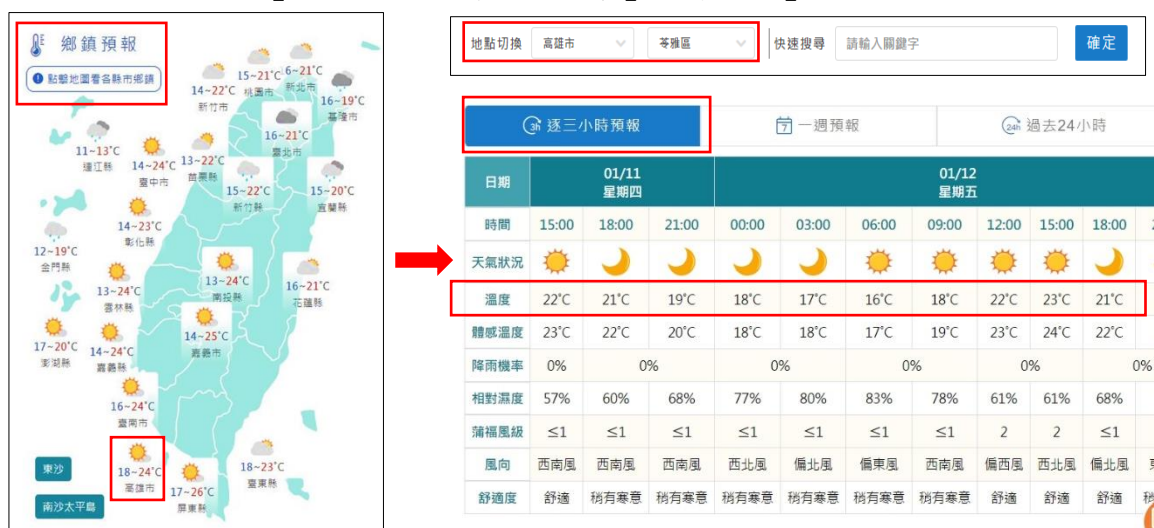 鄉鎮預報
點擊地圖看各縣市鄉鎮
15~21°C
桃園市
6~21°C
新北市
14~22°C
新竹市
16~19°C
基隆市
16~21°C
臺北市
11~13°C
連江縣
14~24°C
臺中市
13~22°C
苗栗縣
15~22°C
新竹縣
15~20°C
宜蘭縣
14~23°C
彰化縣
12~19°C
金門縣
13~24°C
南投縣
16~21°C
花蓮縣
13~24°C
雲林縣
14~25°C
嘉義市
17~20°C
澎湖縣
14~24°C
嘉義縣
16~24°C
臺南市
18~24°C
高雄市
17~26°C
屏東縣
18~23°C
臺東縣
東沙
南沙太平島
地點切換 高雄市 苓雅區 快速搜尋 請輸入關鍵字 確定
3h 逐三小時預報 7 一週預報 24h 過去24小時
日期 01/11 星期四 01/12 星期五
時間 15:00 18:00 21:00 00:00 03:00 06:00 09:00 12:00 15:00 18:00
天氣狀況
溫度 22°C 21°C 19°C 18°C 17°C 16°C 18°C 22°C 23°C 21°C
體感溫度 23°C 22°C 20°C 18°C 18°C 17°C 19°C 23°C 24°C 22°C
降雨機率 0% 0% 0% 0% 0% 0%
相對濕度 57% 60% 68% 77% 80% 83% 78% 61% 61% 68%
蒲福風級 ≤1 ≤1 ≤1 ≤1 ≤1 ≤1 ≤1 2 2 ≤1
風向 西南風 西南風 西南風 西北風 偏北風 偏東風 西南風 偏西風 西北風 偏北風
舒適度 舒適 稍有寒意 稍有寒意 稍有寒意 稍有寒意 稍有寒意 稍有寒意 舒適 舒適 舒適